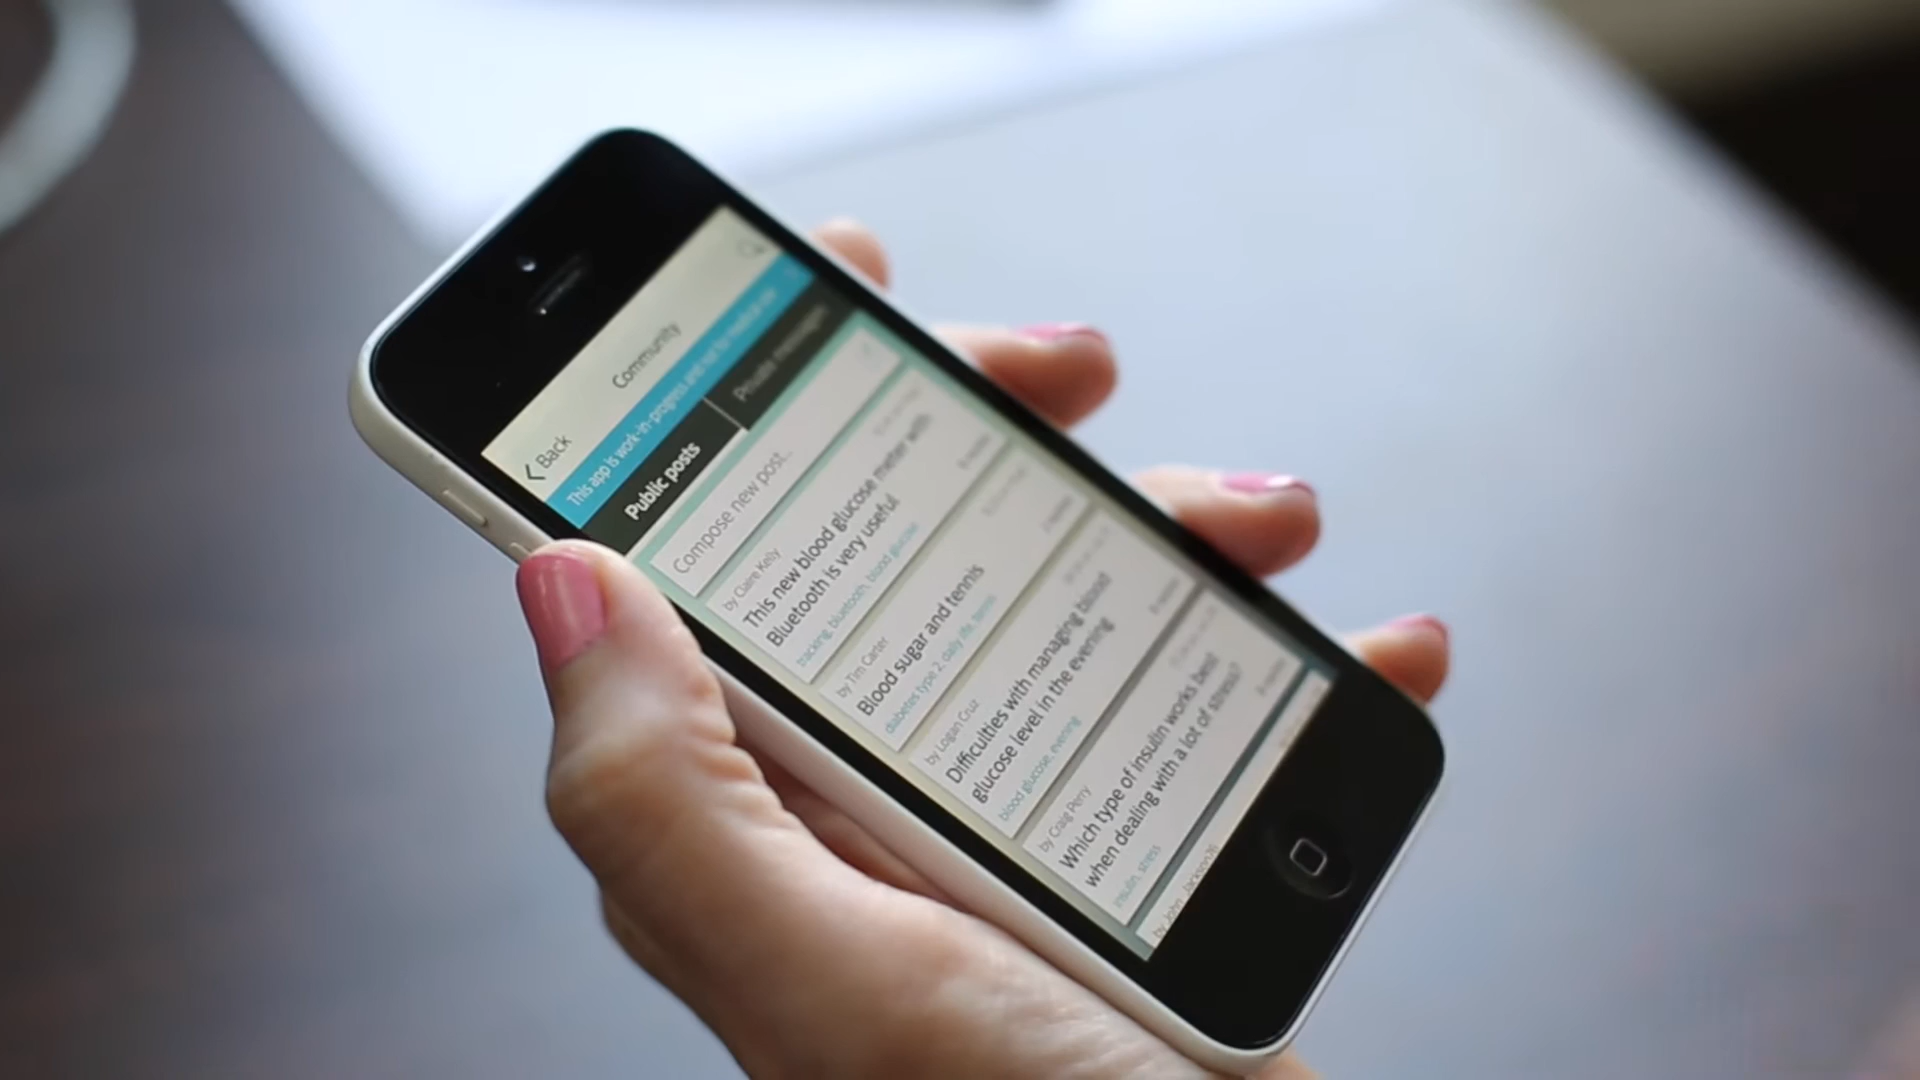 Back
Community
This app is work-in-progress and not for medical use
Public posts
Private messages
Compose new post...
by Claire Kelly
This new blood glucose meter with
Bluetooth is very useful
tracking, bluetooth, blood glucose
by Tim Carter
Blood sugar and tennis
diabetes type 2, daily life, tennis
by Logan Cruz
Difficulties with managing blood
glucose level in the evening
blood glucose, evening
by Craig Perry
Which type of insulin works best
when dealing with a lot of stress?
insulin, stress
by John_Jackson26